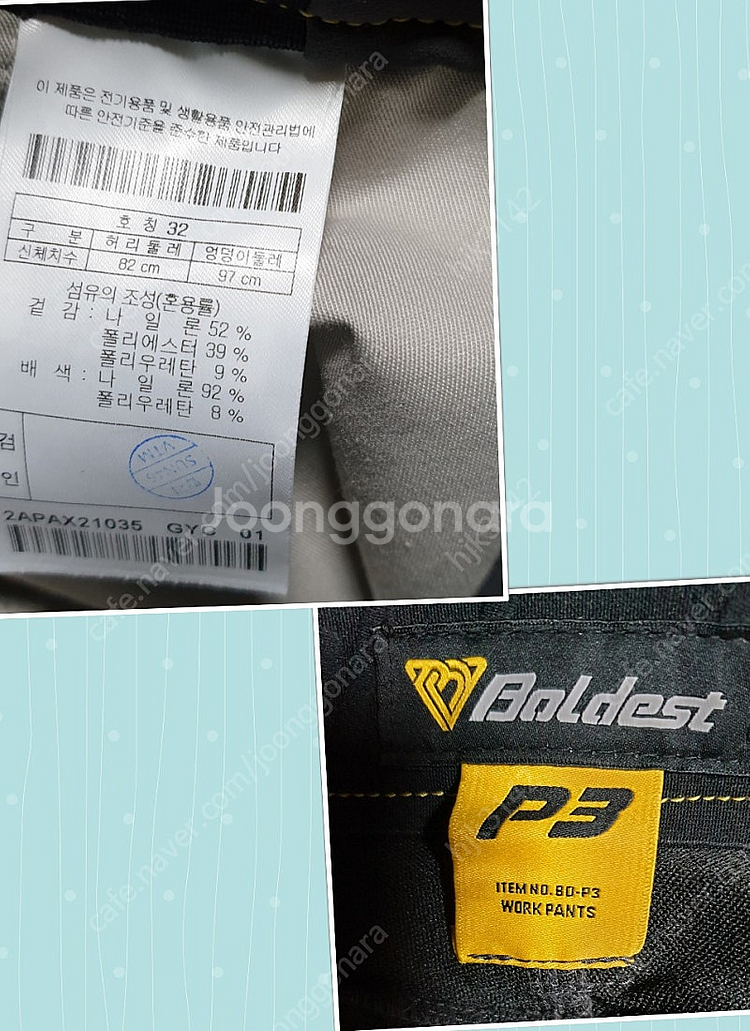 이 제품은 전기용품 및 생활용품 안전관리법에
따른 안전기준을 준수한 제품입니다
호 칭 32
구 분 허 리 둘 레 엉덩이둘레
신체치수 82 cm 97 cm
섬유의 조성(혼용률)
겉 감 : 나 일 론 52 %
폴리에스터 39 %
폴리우레탄 9 %
배 색 : 나 일 론 92 %
폴리우레탄 8 %
검
인
VTM
2APAX21035 GYC 01
Joonggonara
cafe.naver.com/joonggonara
Boldest
P3
ITEM NO. BD-P3
WORK PANTS